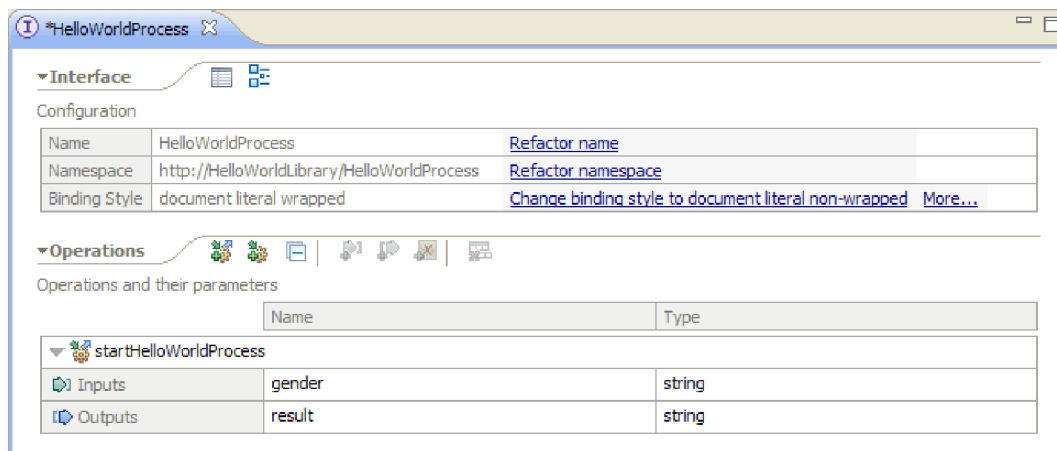 *HelloWorldProcess
Interface
Configuration
Name HelloWorldProcess Refactor name
Namespace http://HelloWorldLibrary/HelloWorldProcess Refactor namespace
Binding Style document literal wrapped Change binding style to document literal non-wrapped More...
Operations
Operations and their parameters
Name Type
startHelloWorldProcess
Inputs gender string
Outputs result string